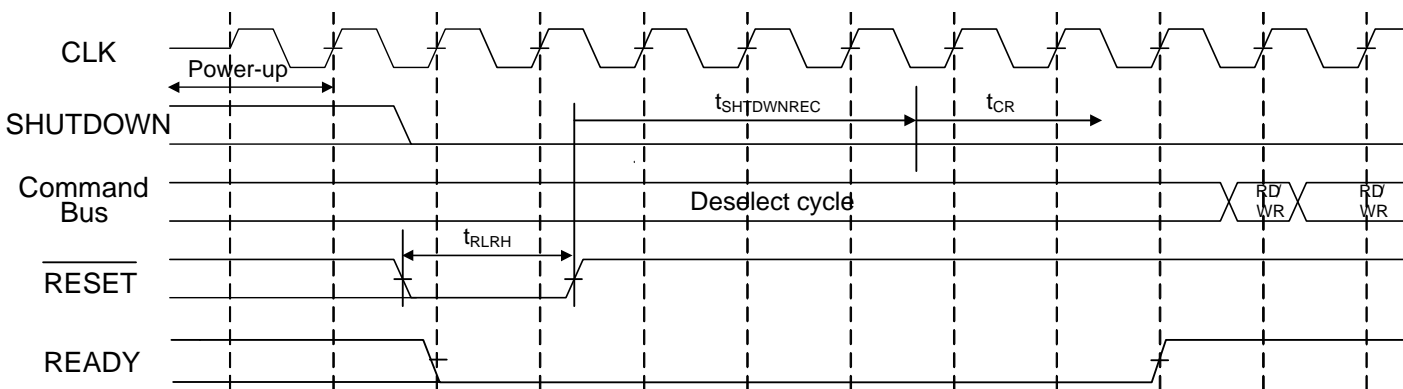 CLK
Power-up
SHUTDOWN
tSHTDWNREC
tCR
Command
Bus
Deselect cycle
RD/
WR
RD/
WR
tRLRH
RESET
READY